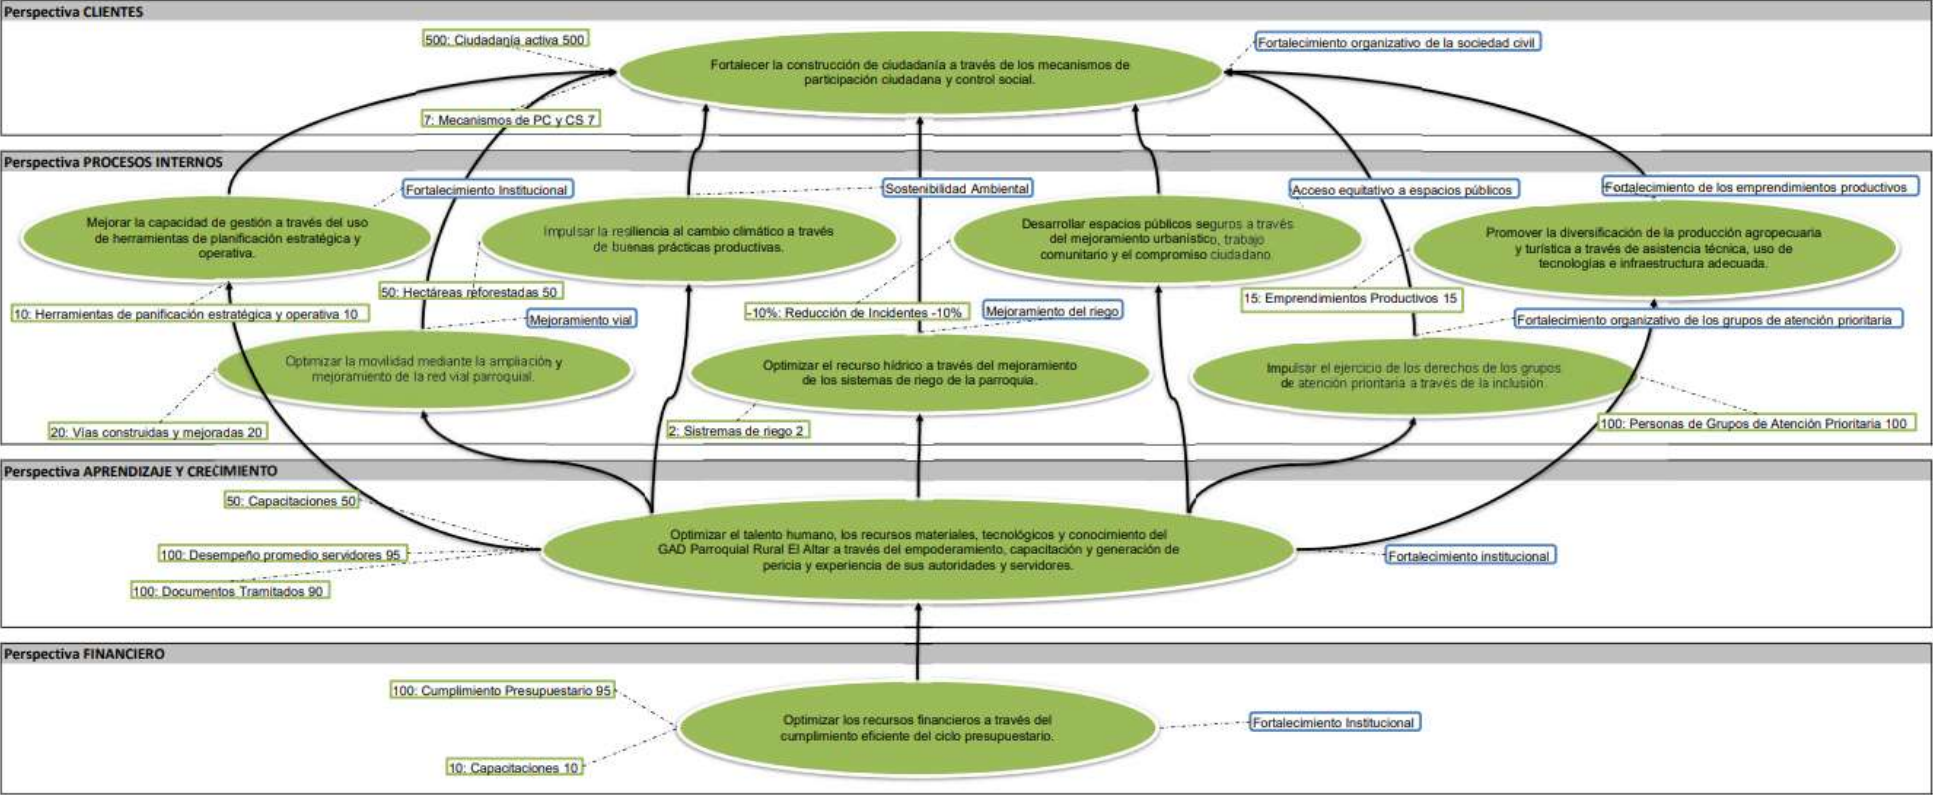 Perspectiva CLIENTES
500: Ciudadanía activa 500
Fortalecimiento organizativo de la sociedad civil
Fortalecer la construcción de ciudadanía a través de los mecanismos de
participación ciudadana y control social.
7: Mecanismos de PC y CS 7
Perspectiva PROCESOS INTERNOS
Fortalecimiento Institucional
Sostenibilidad Ambiental
Acceso equitativo a espacios públicos
Fortalecimiento de los emprendimientos productivos
Mejorar la capacidad de gestión a través del uso
de herramientas de planificación estratégica y
operativa.
Impulsar la resiliencia al cambio climático a través
de buenas prácticas productivas.
Desarrollar espacios públicos seguros a través
del mejoramiento urbanístico, trabajo
comunitario y el compromiso ciudadano.
Promover la diversificación de la producción agropecuaria
y turística a través de asistencia técnica, uso de
tecnologías e infraestructura adecuada.
50: Hectáreas reforestadas 50
15: Emprendimientos Productivos 15
10: Herramientas de panificación estratégica y operativa 10
Mejoramiento vial
-10%: Reducción de Incidentes -10%
Mejoramiento del riego
Fortalecimiento organizativo de los grupos de atención prioritaria
Optimizar la movilidad mediante la ampliación y
mejoramiento de la red vial parroquial.
Optimizar el recurso hídrico a través del mejoramiento
de los sistemas de riego de la parroquia.
Impulsar el ejercicio de los derechos de los grupos
de atención prioritaria a través de la inclusión.
20: Vías construidas y mejoradas 20
2: Sistremas de riego 2
100: Personas de Grupos de Atención Prioritaria 100
Perspectiva APRENDIZAJE Y CRECIMIENTO
50: Capacitaciones 50
Optimizar el talento humano, los recursos materiales, tecnológicos y conocimiento del
GAD Parroquial Rural El Altar a través del empoderamiento, capacitación y generación de
pericia y experiencia de sus autoridades y servidores.
100: Desempeño promedio servidores 95
Fortalecimiento institucional
100: Documentos Tramitados 90
Perspectiva FINANCIERO
100: Cumplimiento Presupuestario 95
Optimizar los recursos financieros a través del
cumplimiento eficiente del ciclo presupuestario.
Fortalecimiento Institucional
10: Capacitaciones 10